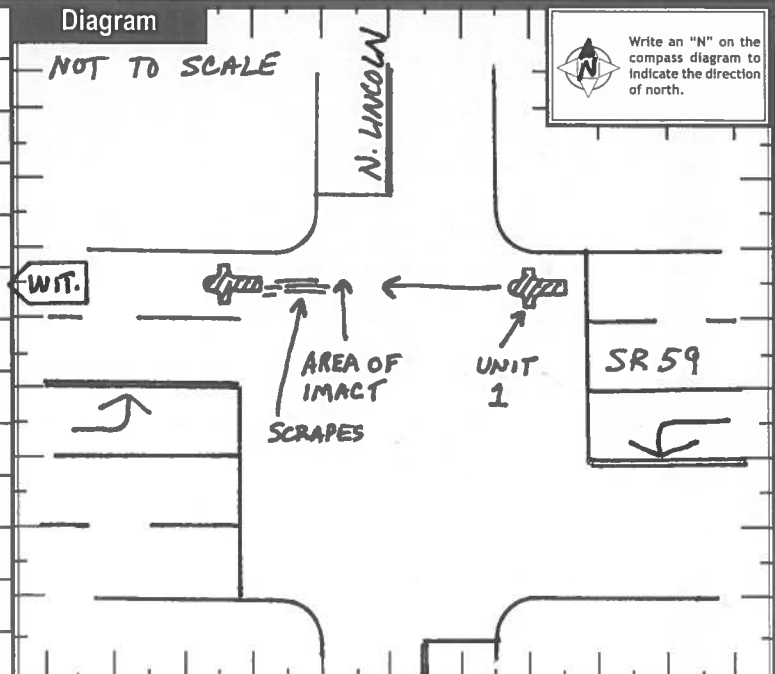 Diagram
NOT TO SCALE
N. LINCOLN
N
Write an "N" on the
compass diagram to
indicate the direction
of north.
WIT.
AREA OF
IMACT
SCRAPES
UNIT
1
SR 59